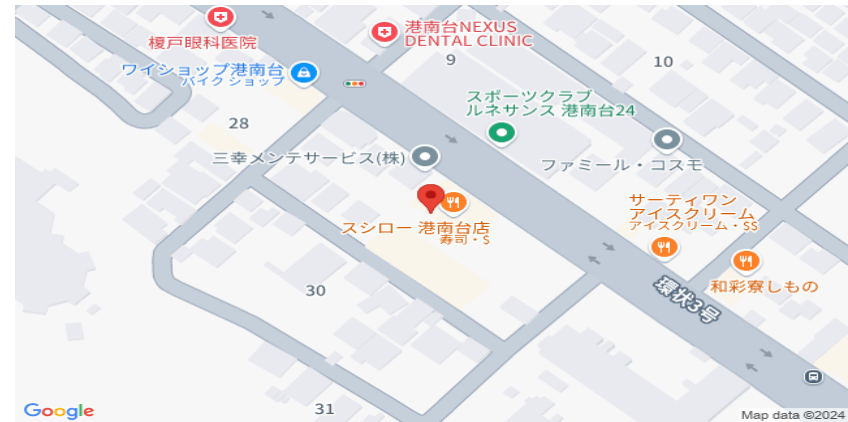 港南台NEXUS
DENTAL CLINIC
榎戸眼科医院
9
10
ワイショップ港南台
バイクショップ
スポーツクラブ
ルネサンス 港南台24
28
三幸メンテサービス(株)
ファミール・コスモ
サーティワン
アイスクリーム
アイスクリーム・$$
スシロー 港南台店
寿司・$
和彩寮しもの
30
環状3号
31
Google
Map data ©2024